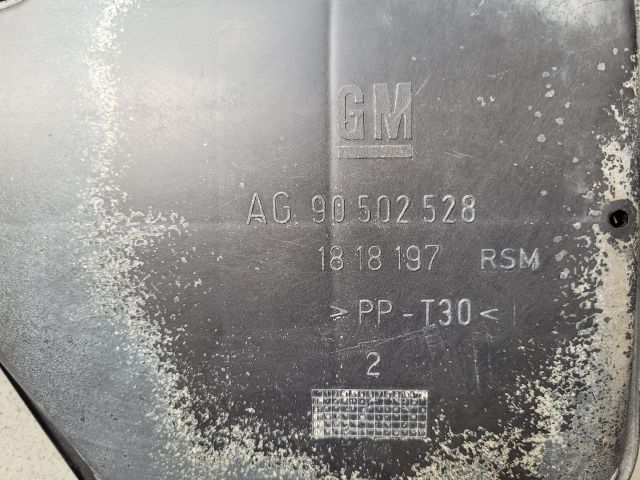 GM
AG 90 502 528
18 18 197 RSM
>PP-T30<
2